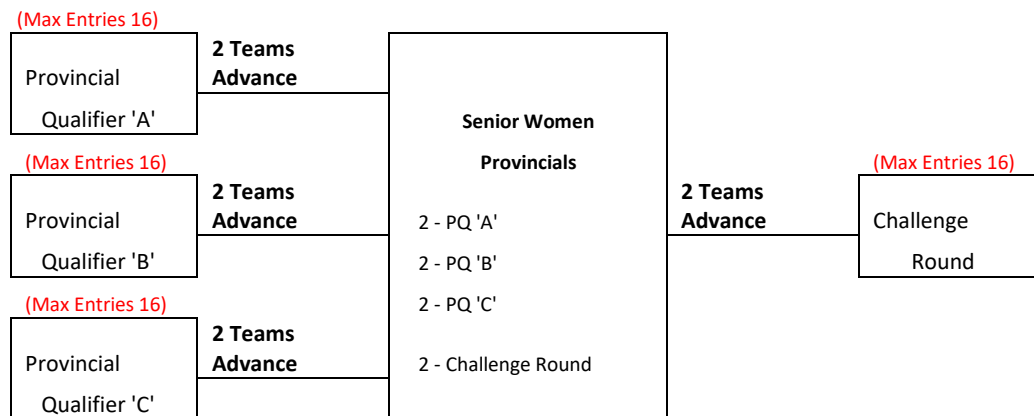 (Max Entries 16)
2 Teams
Advance
Provincial
Qualifier 'A'
Senior Women
Provincials
(Max Entries 16)
2 Teams
Advance
Provincial
Qualifier 'B'
2 - PQ 'A'
2 - PQ 'B'
2 - PQ 'C'
2 - Challenge Round
2 Teams
Advance
(Max Entries 16)
Challenge
Round
(Max Entries 16)
2 Teams
Advance
Provincial
Qualifier 'C'